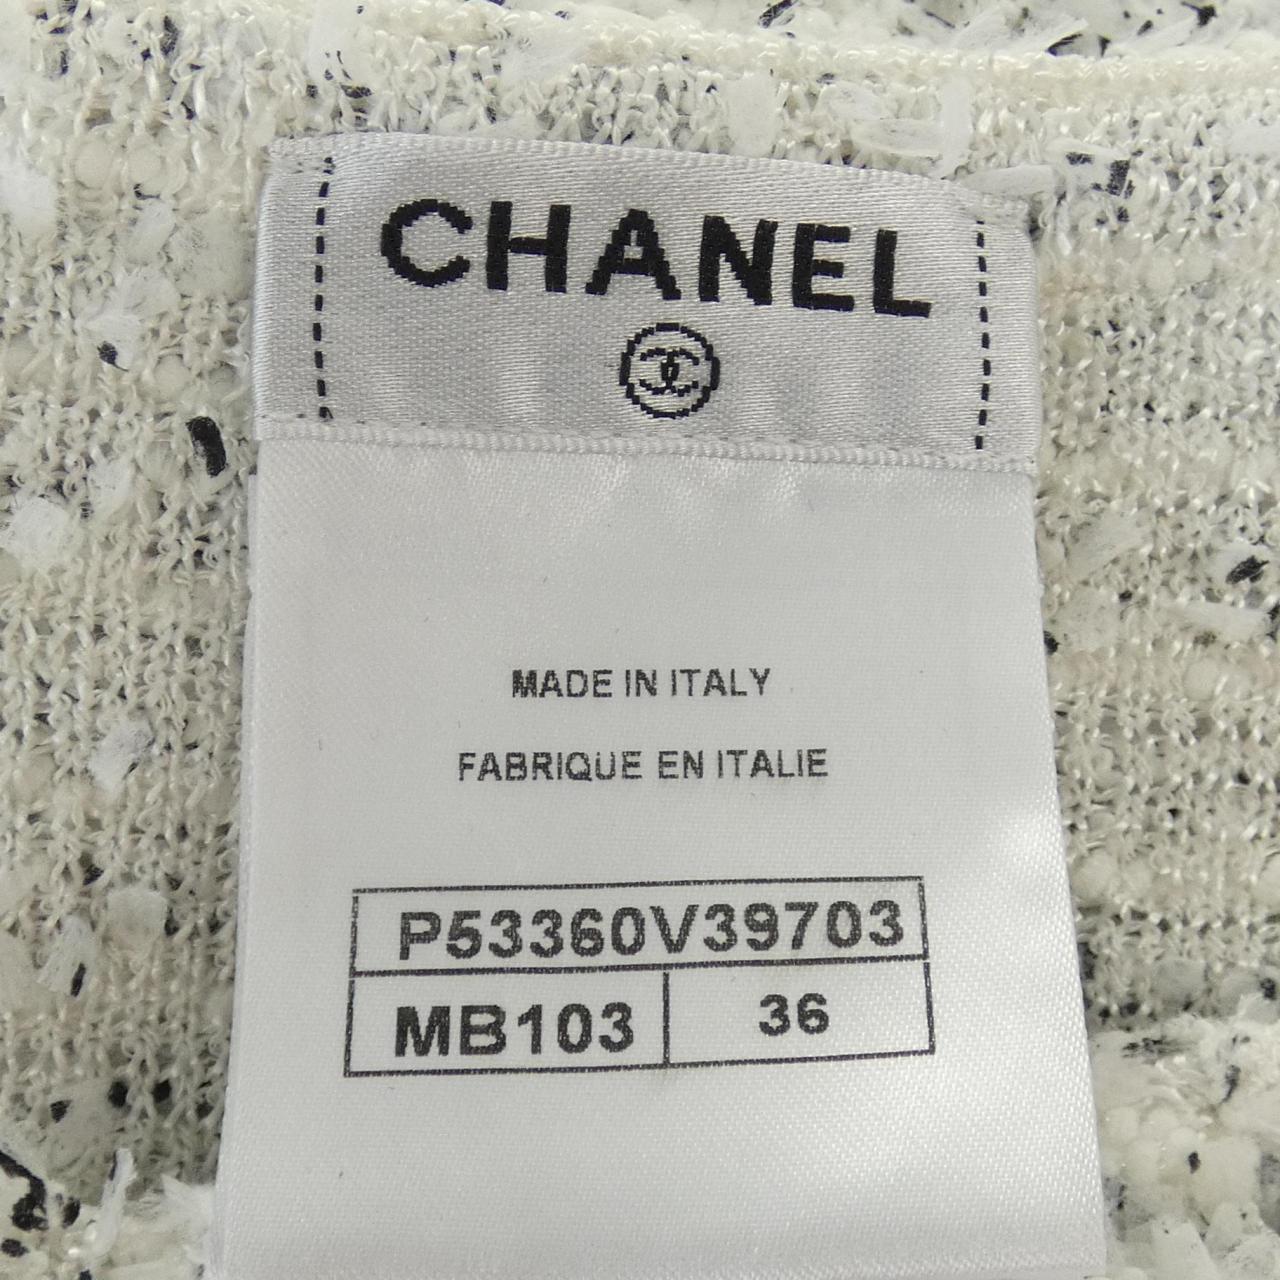 CHANEL
MADE IN ITALY
FABRIQUE EN ITALIE
P53360V39703
MB103 36